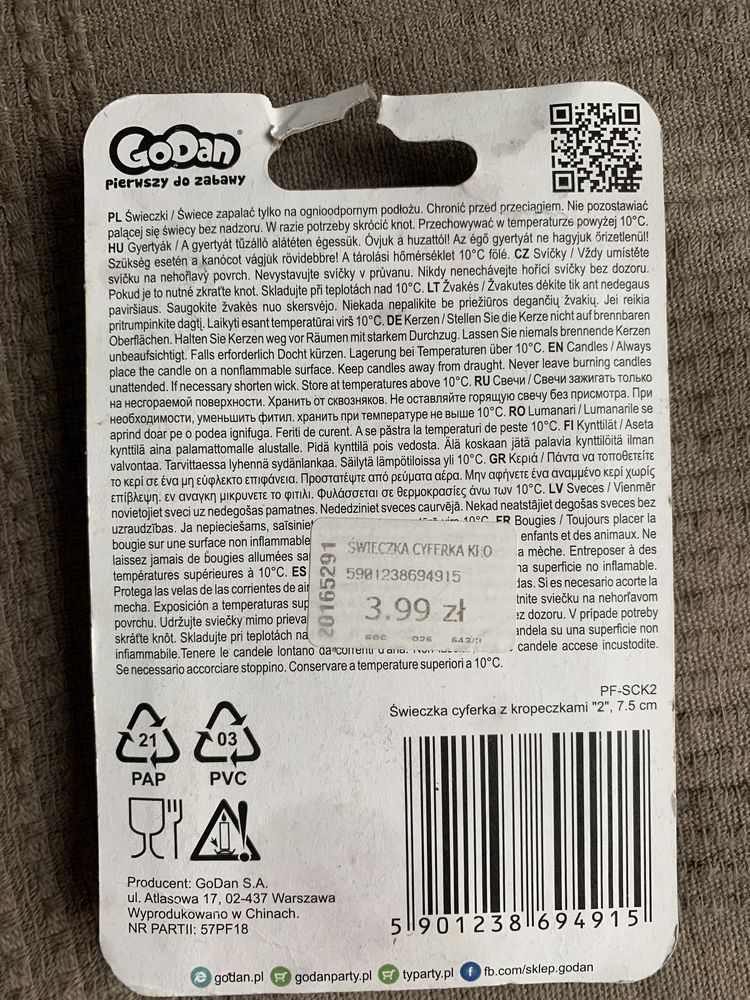 GoDan®
pierwszy do zabawy
PL Świeczki / Świece zapalać tylko na ognioodpornym podłożu. Chronić przed przeciągiem. Nie pozostawiać
palącej się świecy bez nadzoru. W razie potrzeby skrócić knot. Przechowywać w temperaturze powyżej 10°C.
HU Gyertyák / A gyertyát tűzálló alátéten égessük. Óvjuk a huzattól! Az égő gyertyát ne hagyjuk őrizetlenül!
Szükség esetén a kanócot vágjuk rövidebbre! A tárolási hőmérséklet 10°C fölé. CZ Svíčky / Vždy umístěte
svíčku na nehořlavý povrch. Nevystavujte svíčky v průvanu. Nikdy nenechávejte hořící svíčky bez dozoru.
Pokud je to nutné zkraťte knot. Skladujte při teplotách nad 10°C. LT Žvakės / Žvakutes dėkite tik ant nedegaus
paviršiaus. Saugokite žvakės nuo skersvėjo. Niekada nepalikite be priežiūros degančių žvakių. Jei reikia
pritrumpinkite dagtį. Laikyti esant temperatūrai virš 10°C. DE Kerzen / Stellen Sie die Kerze nicht auf brennbaren
Oberflächen. Halten Sie Kerzen weg vor Räumen mit starkem Durchzug. Lassen Sie niemals brennende Kerzen
unbeaufsichtigt. Falls erforderlich Docht kürzen. Lagerung bei Temperaturen über 10°C. EN Candles / Always
place the candle on a nonflammable surface. Keep candles away from draught. Never leave burning candles
unattended. If necessary shorten wick. Store at temperatures above 10°C. RU Свечи / Свечи зажигать только
на несгораемой поверхности. Хранить от сквозняков. Не оставляйте горящую свечу без присмотра. При
необходимости, уменьшить фитил. хранить при температуре не выше 10°C. RO Lumanari / Lumanarile se
aprind doar pe o podea ignifuga. Feriti de curent. A se păstra la temperaturi de peste 10°C. FI Kynttilät / Aseta
kynttilä aina palamattomalle alustalle. Pidä kynttilä pois vedosta. Älä koskaan jätä palavia kynttilöitä ilman
valvontaa. Tarvittaessa lyhennä sydänlankaa. Säilytä lämpötiloissa yli 10°C. GR Κεριά / Πάντα να τοποθετείτε
το κερί σε ένα μη εύφλεκτο επιφάνεια. Προστατέψτε από ρεύματα αέρα. Μην αφήνετε ένα αναμμένο κερί χωρίς
επίβλεψη. εν αναγκη μικρυνετε το φιτιλι. Φυλάσσεται σε θερμοκρασίες άνω των 10°C. LV Sveces / Vienmēr
novietojiet sveci uz nedegošas pamatnes. Nededziniet sveces caurvējā. Nekad neatstājiet degošas sveces bez
uzraudzības. Ja nepieciešams, saīsiniet 10°C. FR Bougies / Toujours placer la
bougie sur une surface non inflammable enfants et des animaux. Ne
laissez jamais de bougies allumées sa la mèche. Entreposer à des
températures supérieures à 10°C. ES na superficie no inflamable.
Protega las velas de las corrientes de air das. Si es necesario acorte la
mecha. Exposición a temperaturas sup tnite sviečku na nehorľavom
povrchu. Udržujte sviečky mimo prieva ez dozoru. V prípade potreby
skráťte knôt. Skladujte pri teplotách na andela su una superficie non
infiammabile.Tenere le candele lontano da correnti d'aria. candele accese incustodite.
Se necessario accorciare stoppino. Conservare a temperature superiori a 10°C.
20165291
ŚWIECZKA CYFERKA KRO
5901238694915
3.99 zł
PF-SCK2
Świeczka cyferka z kropeczkami "2", 7.5 cm
21 03
PAP PVC
Producent: GoDan S.A.
ul. Atlasowa 17, 02-437 Warszawa
Wyprodukowano w Chinach.
NR PARTII: 57PF18
5 901238 694915
godan.pl godanparty.pl typarty.pl fb.com/sklep.godan